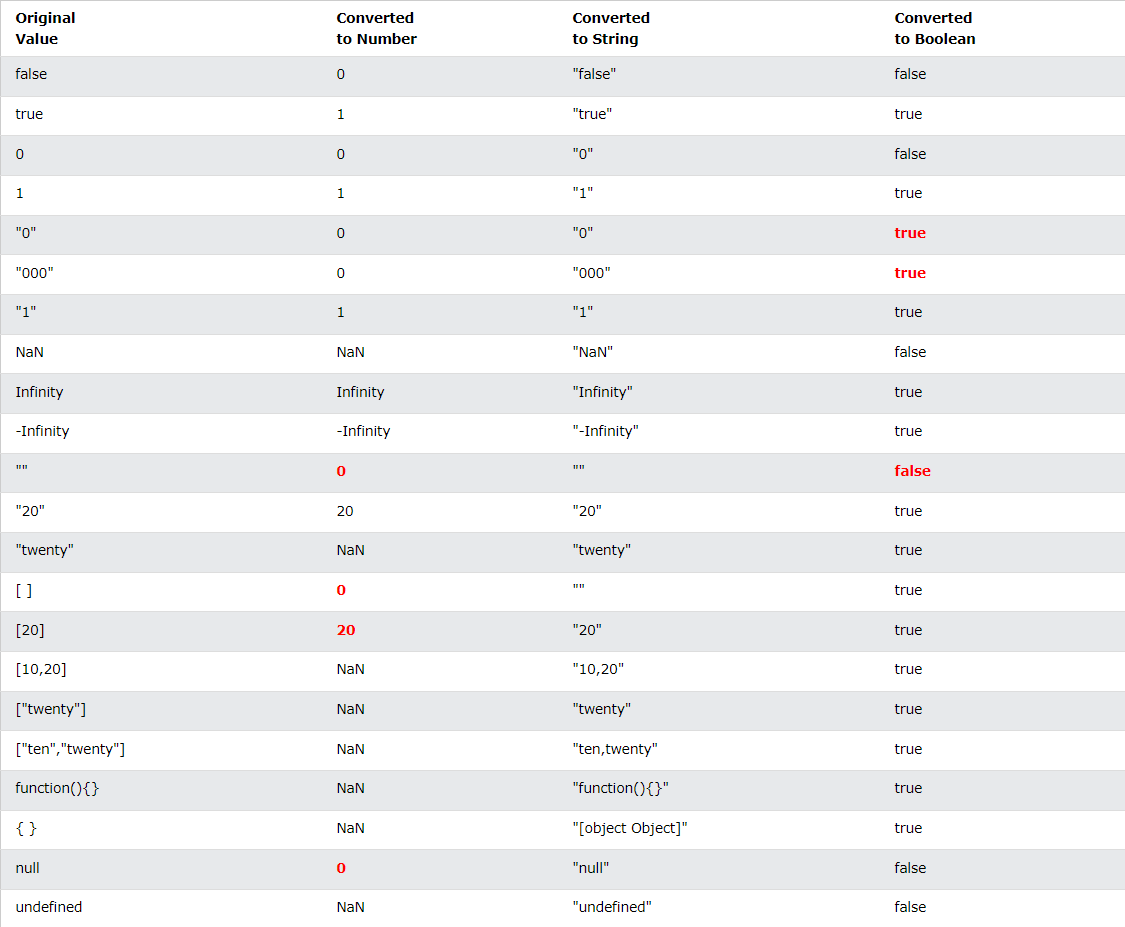 Original Converted Converted Converted
Value to Number to String to Boolean
false 0 "false" false
true 1 "true" true
0 0 "0" false
1 1 "1" true
"0" 0 "0" true
"000" 0 "000" true
"1" 1 "1" true
NaN NaN "NaN" false
Infinity Infinity "Infinity" true
-Infinity -Infinity "-Infinity" true
"" 0 "" false
"20" 20 "20" true
"twenty" NaN "twenty" true
[ ] 0 "" true
[20] 20 "20" true
[10,20] NaN "10,20" true
["twenty"] NaN "twenty" true
["ten","twenty"] NaN "ten,twenty" true
function(){} NaN "function(){}" true
{ } NaN "[object Object]" true
null 0 "null" false
undefined NaN "undefined" false